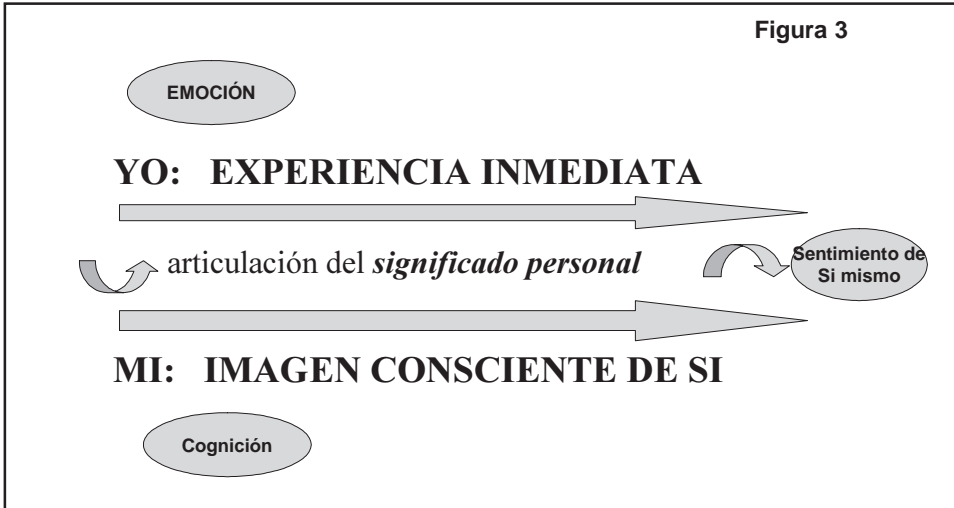 Figura 3
EMOCIÓN
YO: EXPERIENCIA INMEDIATA
articulación del significado personal
Sentimiento de
Si mismo
MI: IMAGEN CONSCIENTE DE SI
Cognición